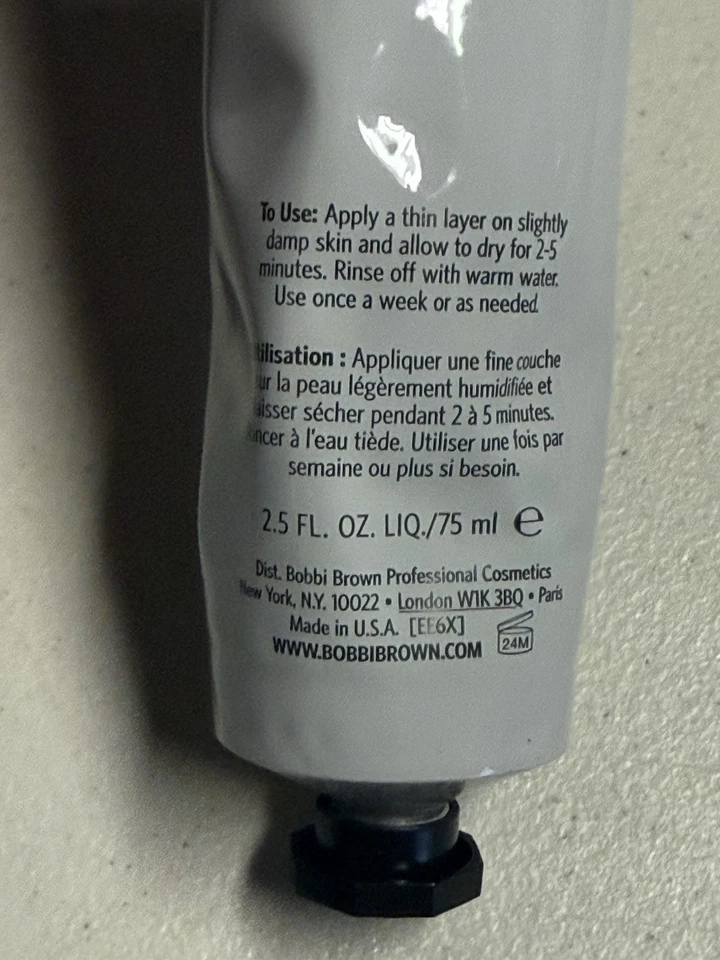 To Use: Apply a thin layer on slightly
damp skin and allow to dry for 2-5
minutes. Rinse off with warm water.
Use once a week or as needed.
ilisation : Appliquer une fine couche
ur la peau légèrement humidifiée et
aisser sécher pendant 2 à 5 minutes.
ncer à l'eau tiède. Utiliser une fois par
semaine ou plus si besoin.
2.5 FL. OZ. LIQ./75 ml ℮
Dist. Bobbi Brown Professional Cosmetics
New York, N.Y. 10022 • London W1K 3BQ • Paris
Made in U.S.A. [EE6X]
WWW.BOBBIBROWN.COM
24M